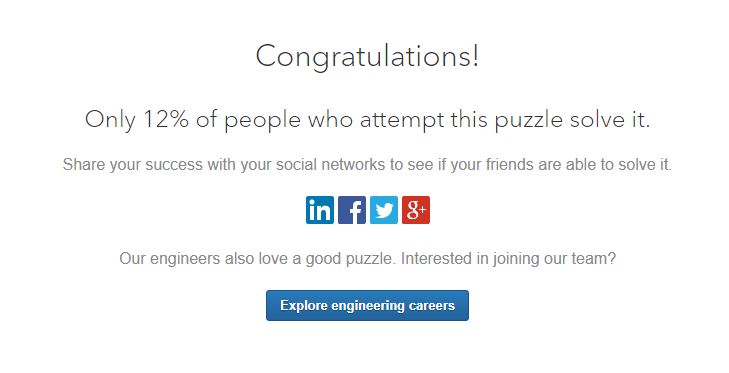 Congratulations!
Only 12% of people who attempt this puzzle solve it.
Share your success with your social networks to see if your friends are able to solve it.
in f g+
Our engineers also love a good puzzle. Interested in joining our team?
Explore engineering careers